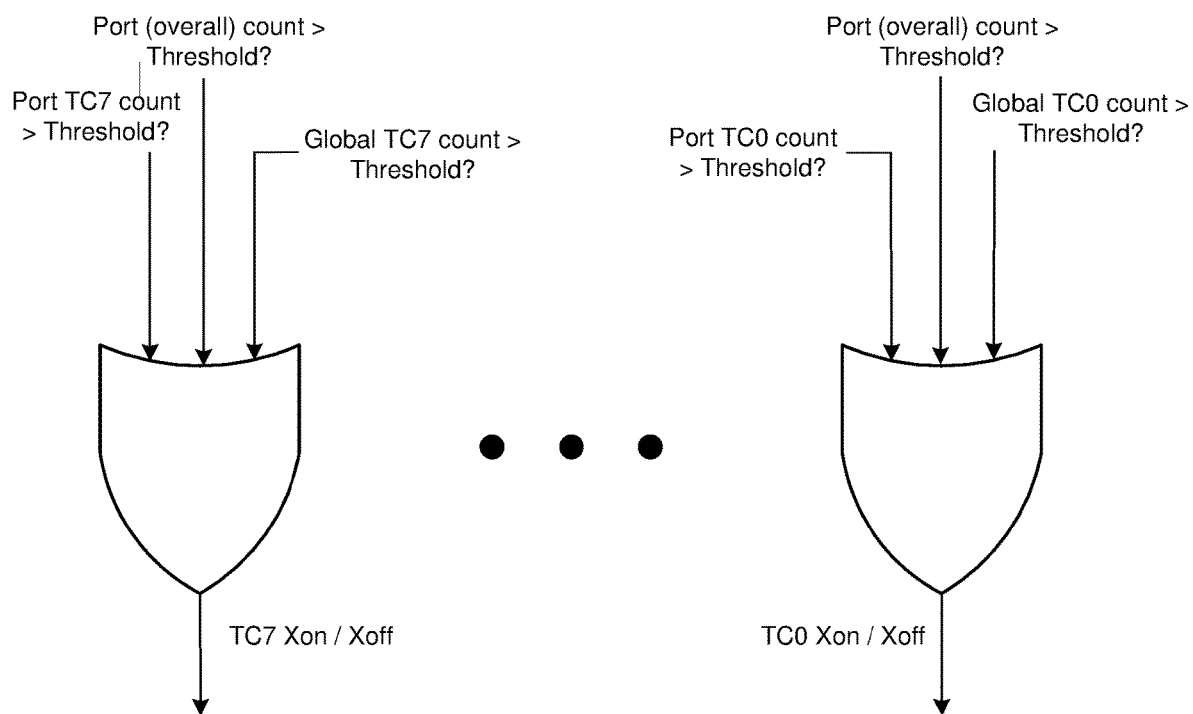 Port (overall) count >
Threshold?
Port TC7 count
> Threshold?
Global TC7 count >
Threshold?
TC7 Xon / Xoff
Port (overall) count >
Threshold?
Global TC0 count >
Threshold?
Port TC0 count
> Threshold?
TC0 Xon / Xoff